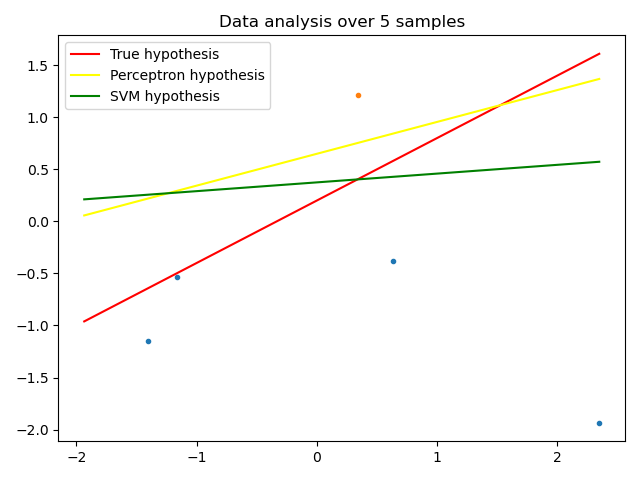 Data analysis over 5 samples
True hypothesis
Perceptron hypothesis
SVM hypothesis
1.5
1.0
0.5
0.0
−0.5
−1.0
−1.5
−2.0
−2 −1 0 1 2